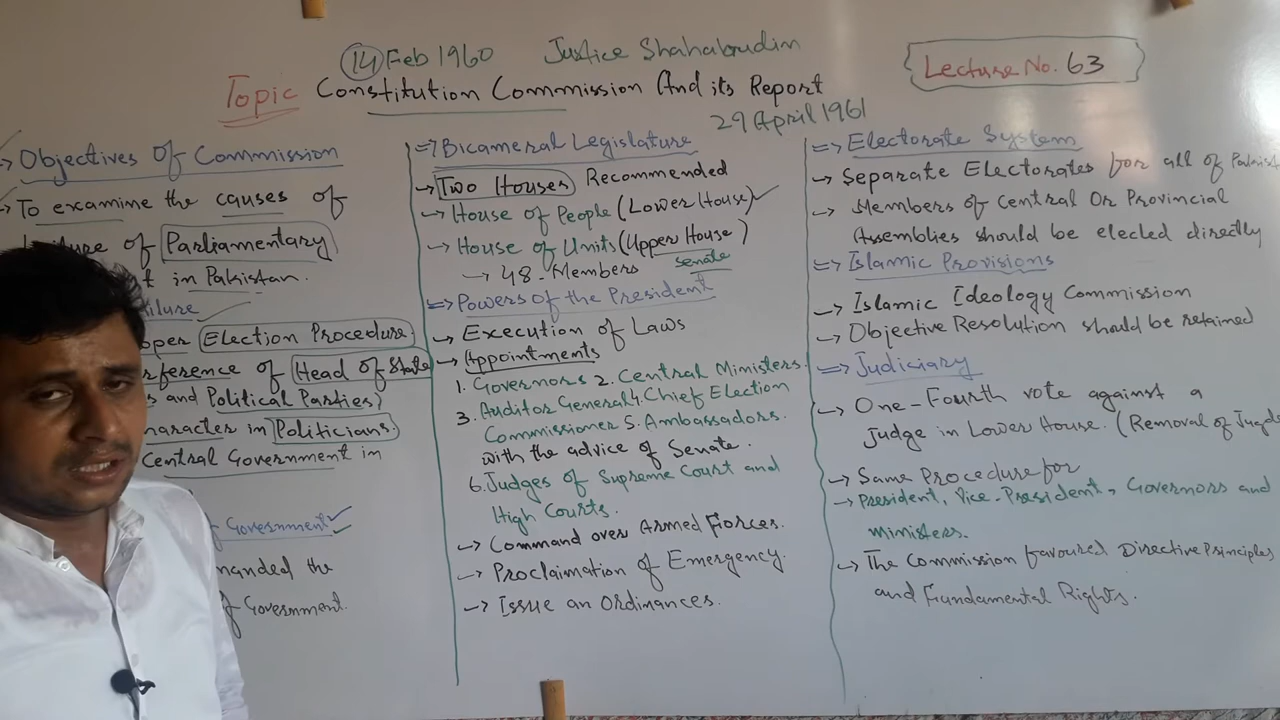 14 Feb 1960 Justice Shahabudin
Lecture No. 63
Topic Constitution Commission And its Report
29 April 1961
→ Objectives Of Commission
→ To examine the causes of
of Parliamentary
in Pakistan.
Election Procedure
of Head of State
and Political Parties)
in Politicians.
Central Government in
Government
the
Government.
⇒ Bicameral Legislature
→ Two Houses Recommended
→ House of People (Lower House)
→ House of Units (Upper House)
→ 48-Members senate
⇒ Powers of the President
→ Execution of Laws
→ Appointments
1. Governors 2. Central Ministers.
3. Auditor General 4. Chief Election
Commissioner 5. Ambassadors.
with the advice of Senate.
6. Judges of Supreme Court and
High Courts.
→ Command over Armed Forces.
→ Proclaimation of Emergency.
→ Issue an Ordinances.
⇒ Electorate System
→ Separate Electorates for all of
→ Members of Central Or Provincial
Assemblies should be elected directly
⇒ Islamic Provisions
→ Islamic Ideology Commission
→ Objective Resolution should be retained
⇒ Judiciary
→ One-Fourth vote against a
Judge in Lower House. (Removal of
→ Same Procedure for
→ President, Vice-President, Governors and
ministers.
→ The Commission favoured Directive Principles
and Fundamental Rights.